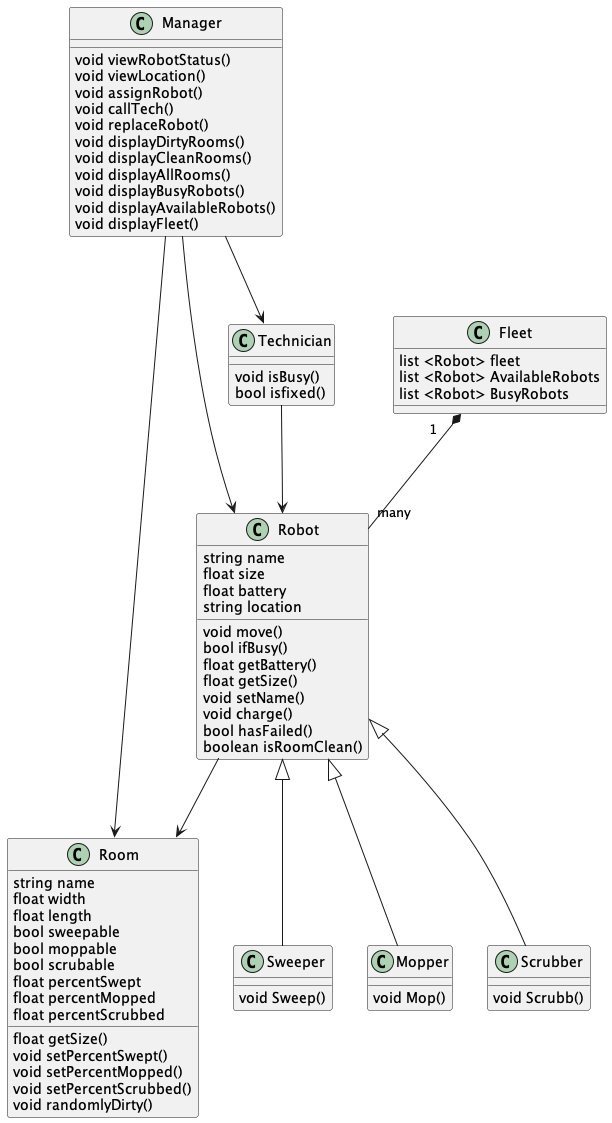 C Manager
void viewRobotStatus()
void viewLocation()
void assignRobot()
void callTech()
void replaceRobot()
void displayDirtyRooms()
void displayCleanRooms()
void displayAllRooms()
void displayBusyRobots()
void displayAvailableRobots()
void displayFleet()
C Technician
void isBusy()
bool isfixed()
C Fleet
list <Robot> fleet
list <Robot> AvailableRobots
list <Robot> BusyRobots
1
many
C Robot
string name
float size
float battery
string location
void move()
bool ifBusy()
float getBattery()
float getSize()
void setName()
void charge()
bool hasFailed()
boolean isRoomClean()
C Room
string name
float width
float length
bool sweepable
bool moppable
bool scrubable
float percentSwept
float percentMopped
float percentScrubbed
float getSize()
void setPercentSwept()
void setPercentMopped()
void setPercentScrubbed()
void randomlyDirty()
C Sweeper
void Sweep()
C Mopper
void Mop()
C Scrubber
void Scrubb()